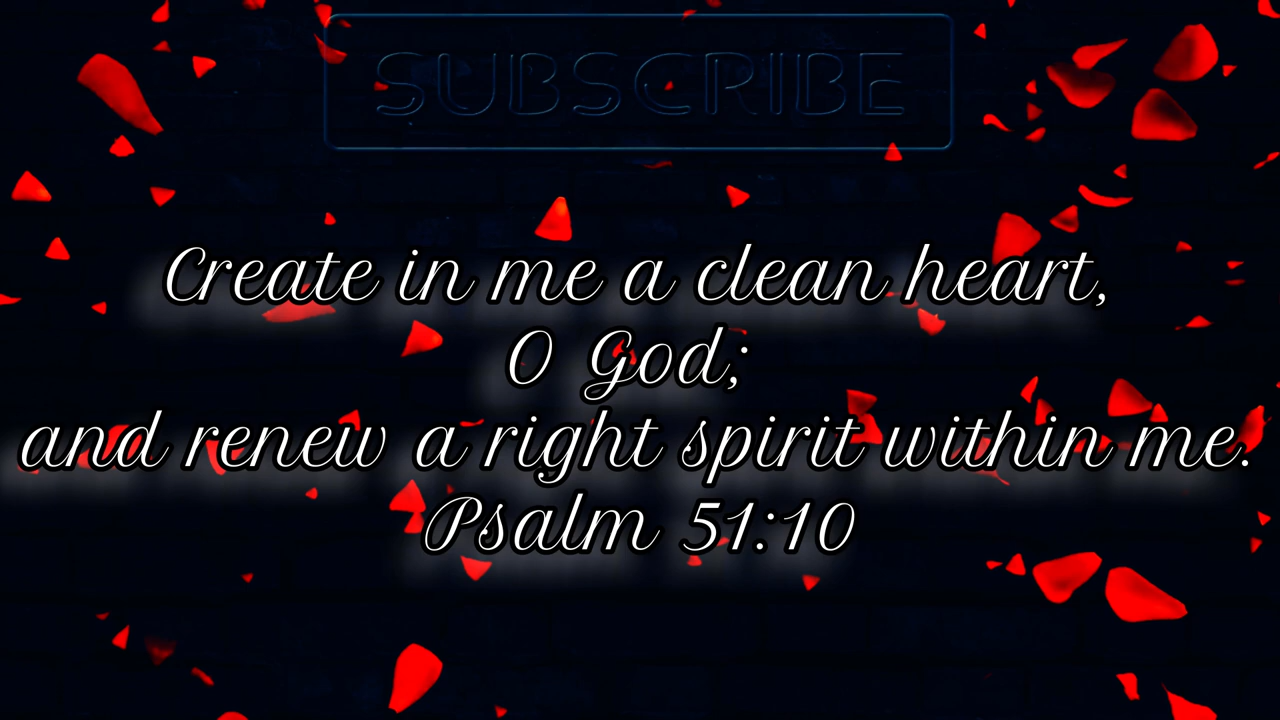 SUBSCRIBE
Create in me a clean heart,
O God;
and renew a right spirit within me.
Psalm 51:10